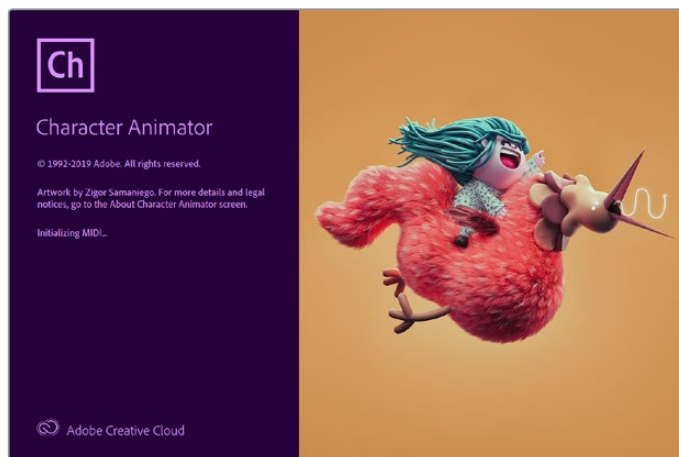 Ch
Character Animator
© 1992-2019 Adobe. All rights reserved.
Artwork by Zigor Samaniego. For more details and legal
notices, go to the About Character Animator screen.
Initializing MIDI...
Adobe Creative Cloud